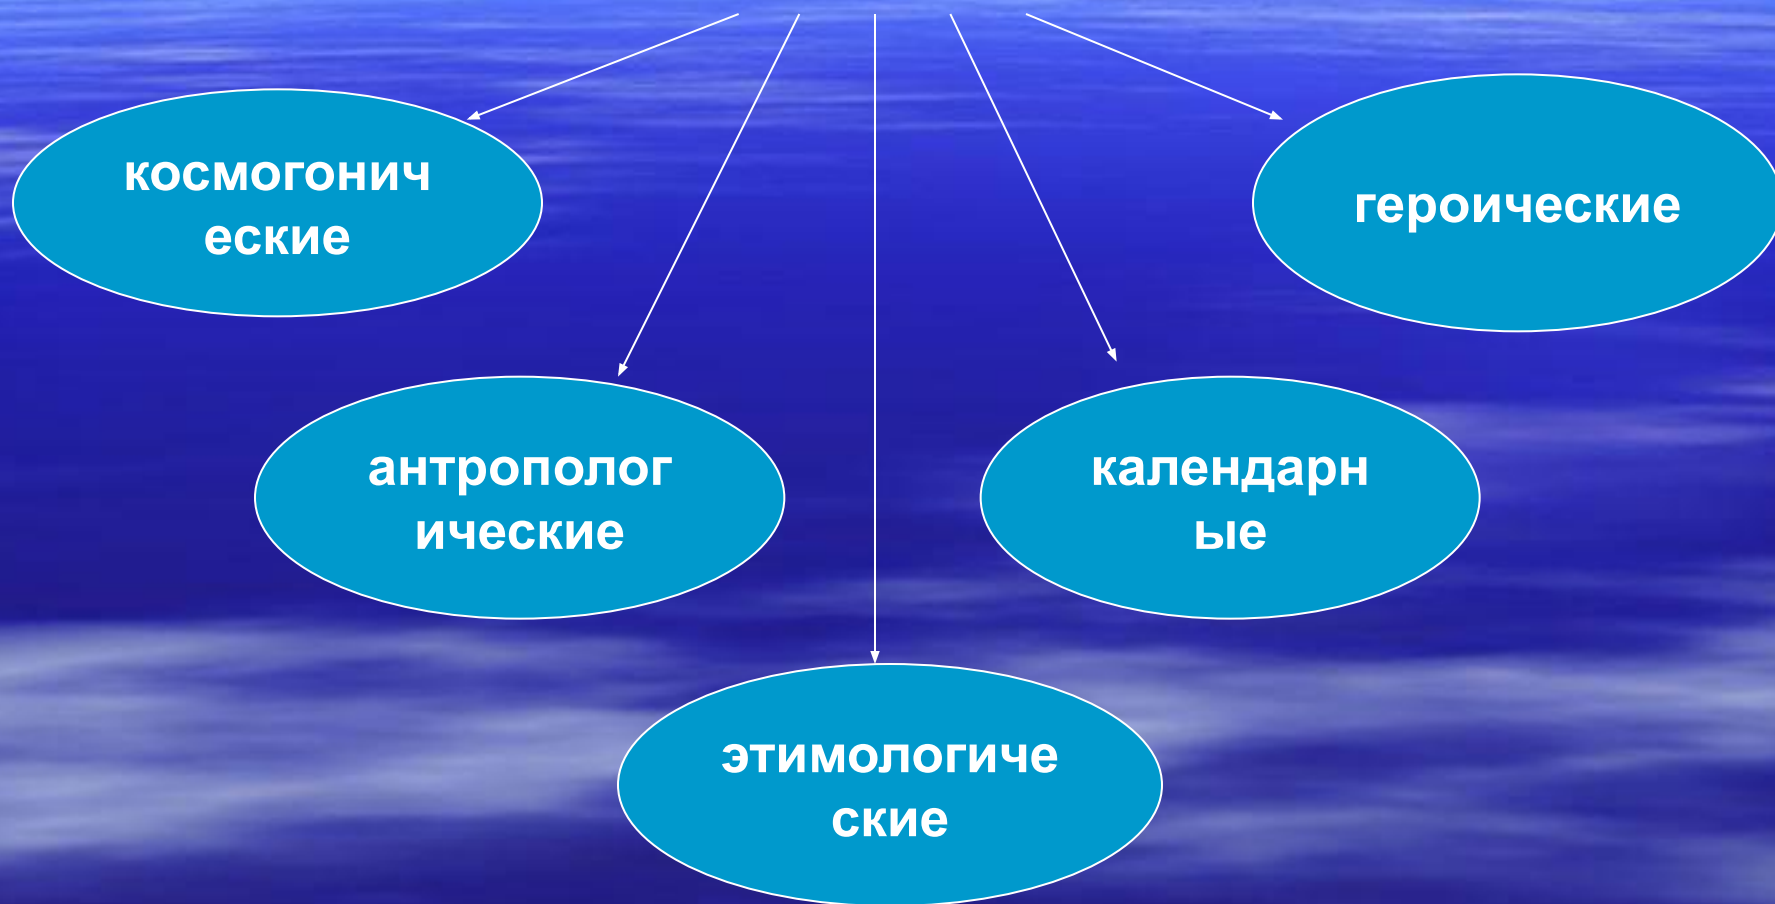 космогонич
еские
героические
антрополог
ические
календарн
ые
этимологиче
ские